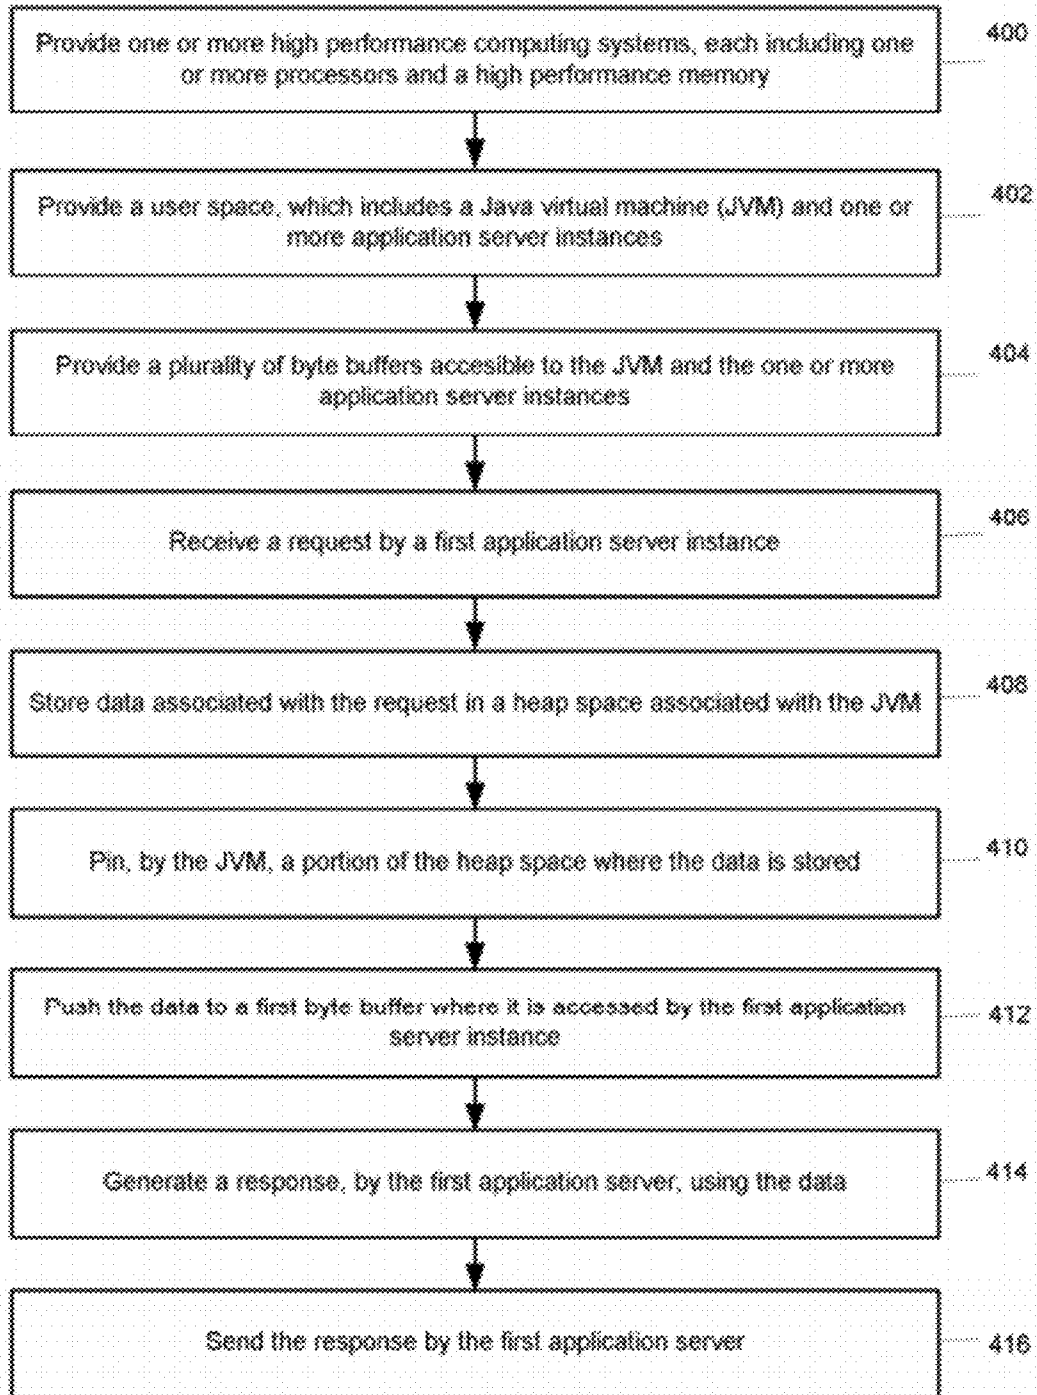 Provide one or more high performance computing systems, each including one
or more processors and a high performance memory
400
Provide a user space, which includes a Java virtual machine (JVM) and one or
more application server instances
402
Provide a plurality of byte buffers accesible to the JVM and the one or more
application server instances
404
Receive a request by a first application server instance
406
Store data associated with the request in a heap space associated with the JVM
408
Pin, by the JVM, a portion of the heap space where the data is stored
410
Push the data to a first byte buffer where it is accessed by the first application
server instance
412
Generate a response, by the first application server, using the data
414
Send the response by the first application server
416